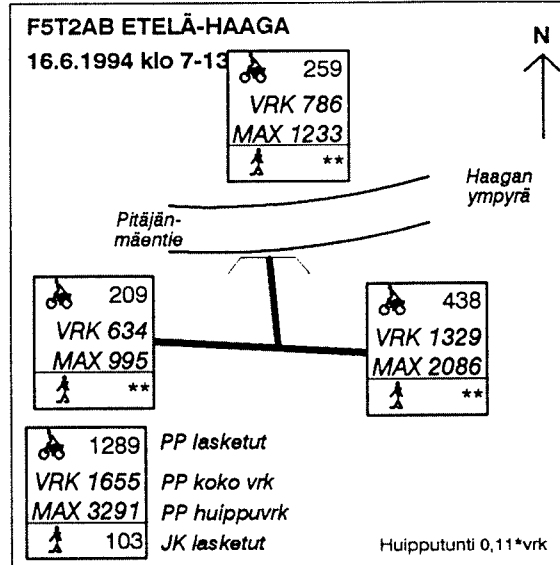 F5T2AB ETELÄ-HAAGA
16.6.1994 klo 7-13
N
259
VRK 786
MAX 1233
**
Haagan
ympyrä
Pitäjän-
mäentie
209
VRK 634
MAX 995
**
438
VRK 1329
MAX 2086
**
1289 PP lasketut
VRK 1655 PP koko vrk
MAX 3291 PP huippuvrk
103 JK lasketut
Huipputunti 0,11*vrk